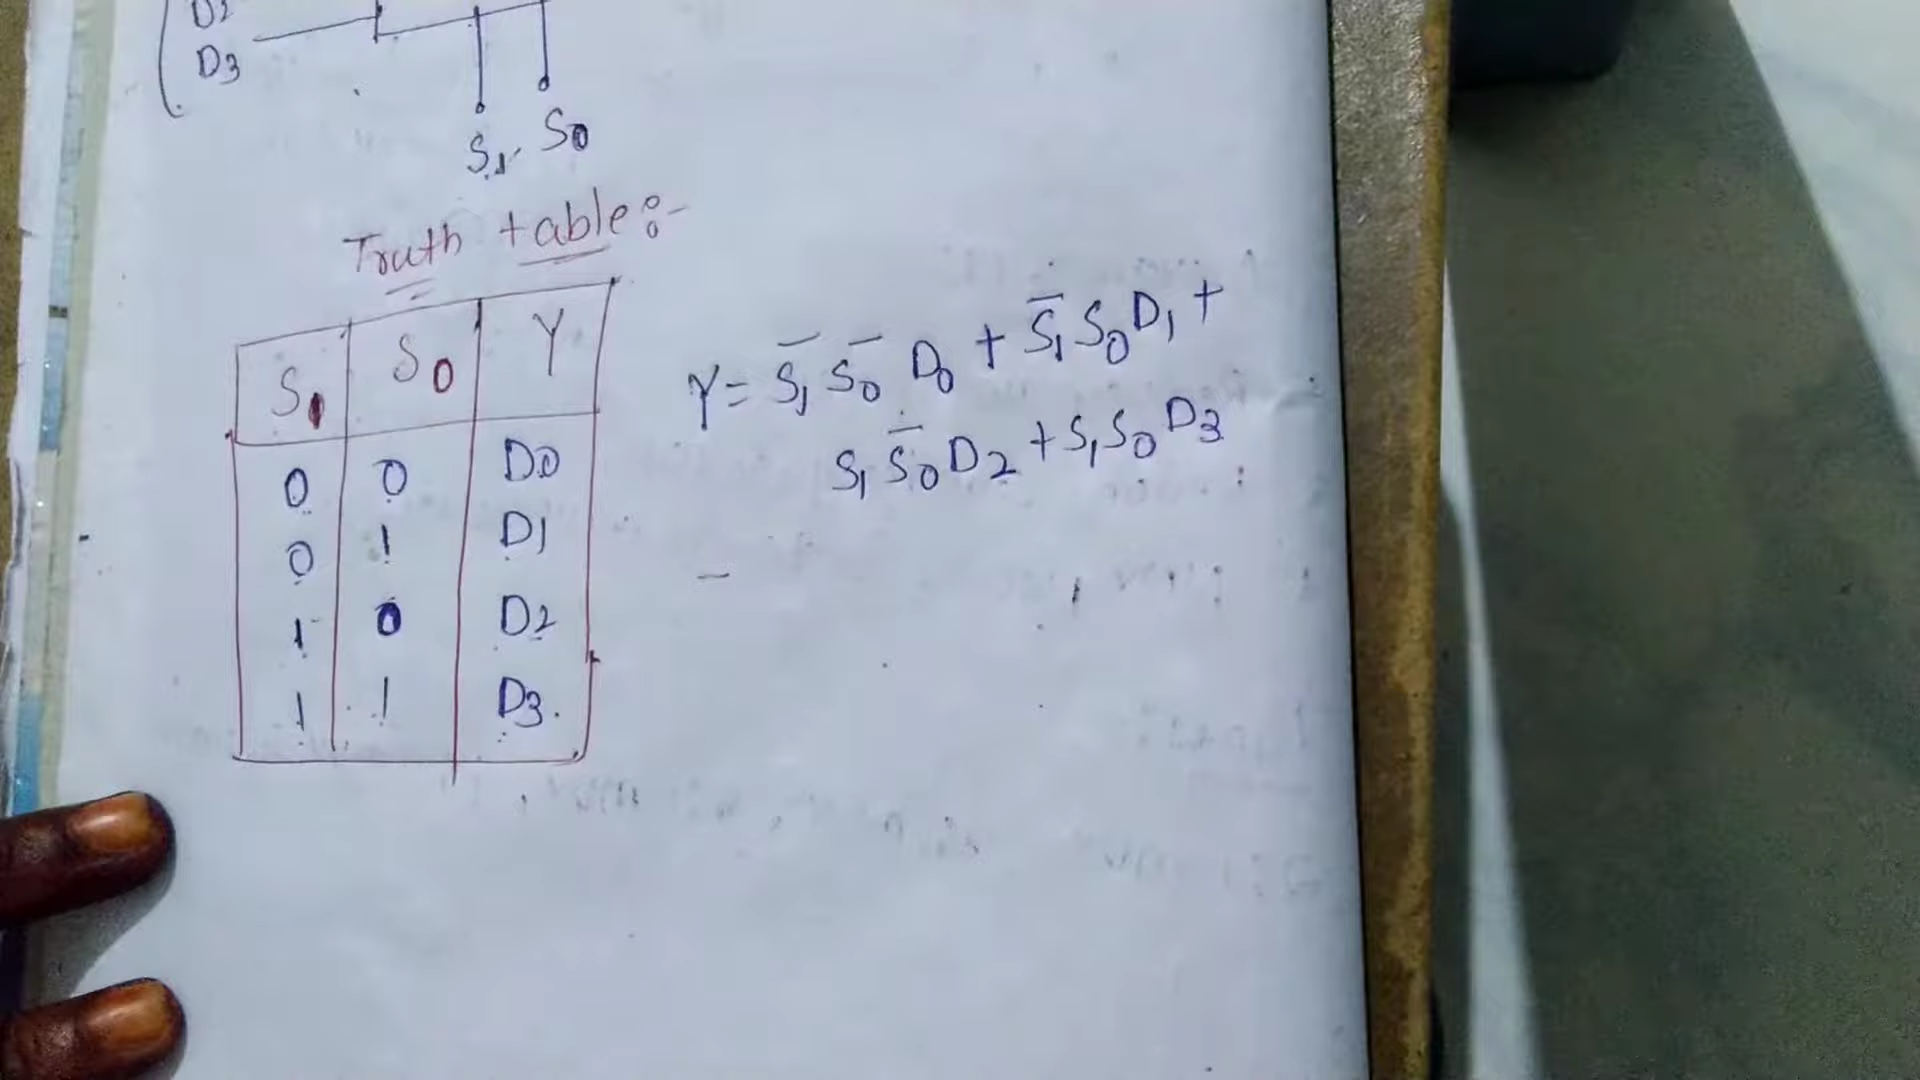 D2
D3
S1 S0
Truth table:-
S1 S0 Y
0 0 D0
0 1 D1
1 0 D2
1 1 D3.
Y = S̅1 S̅0 D0 + S̅1 S0 D1 +
S1 S̅0 D2 + S1 S0 D3